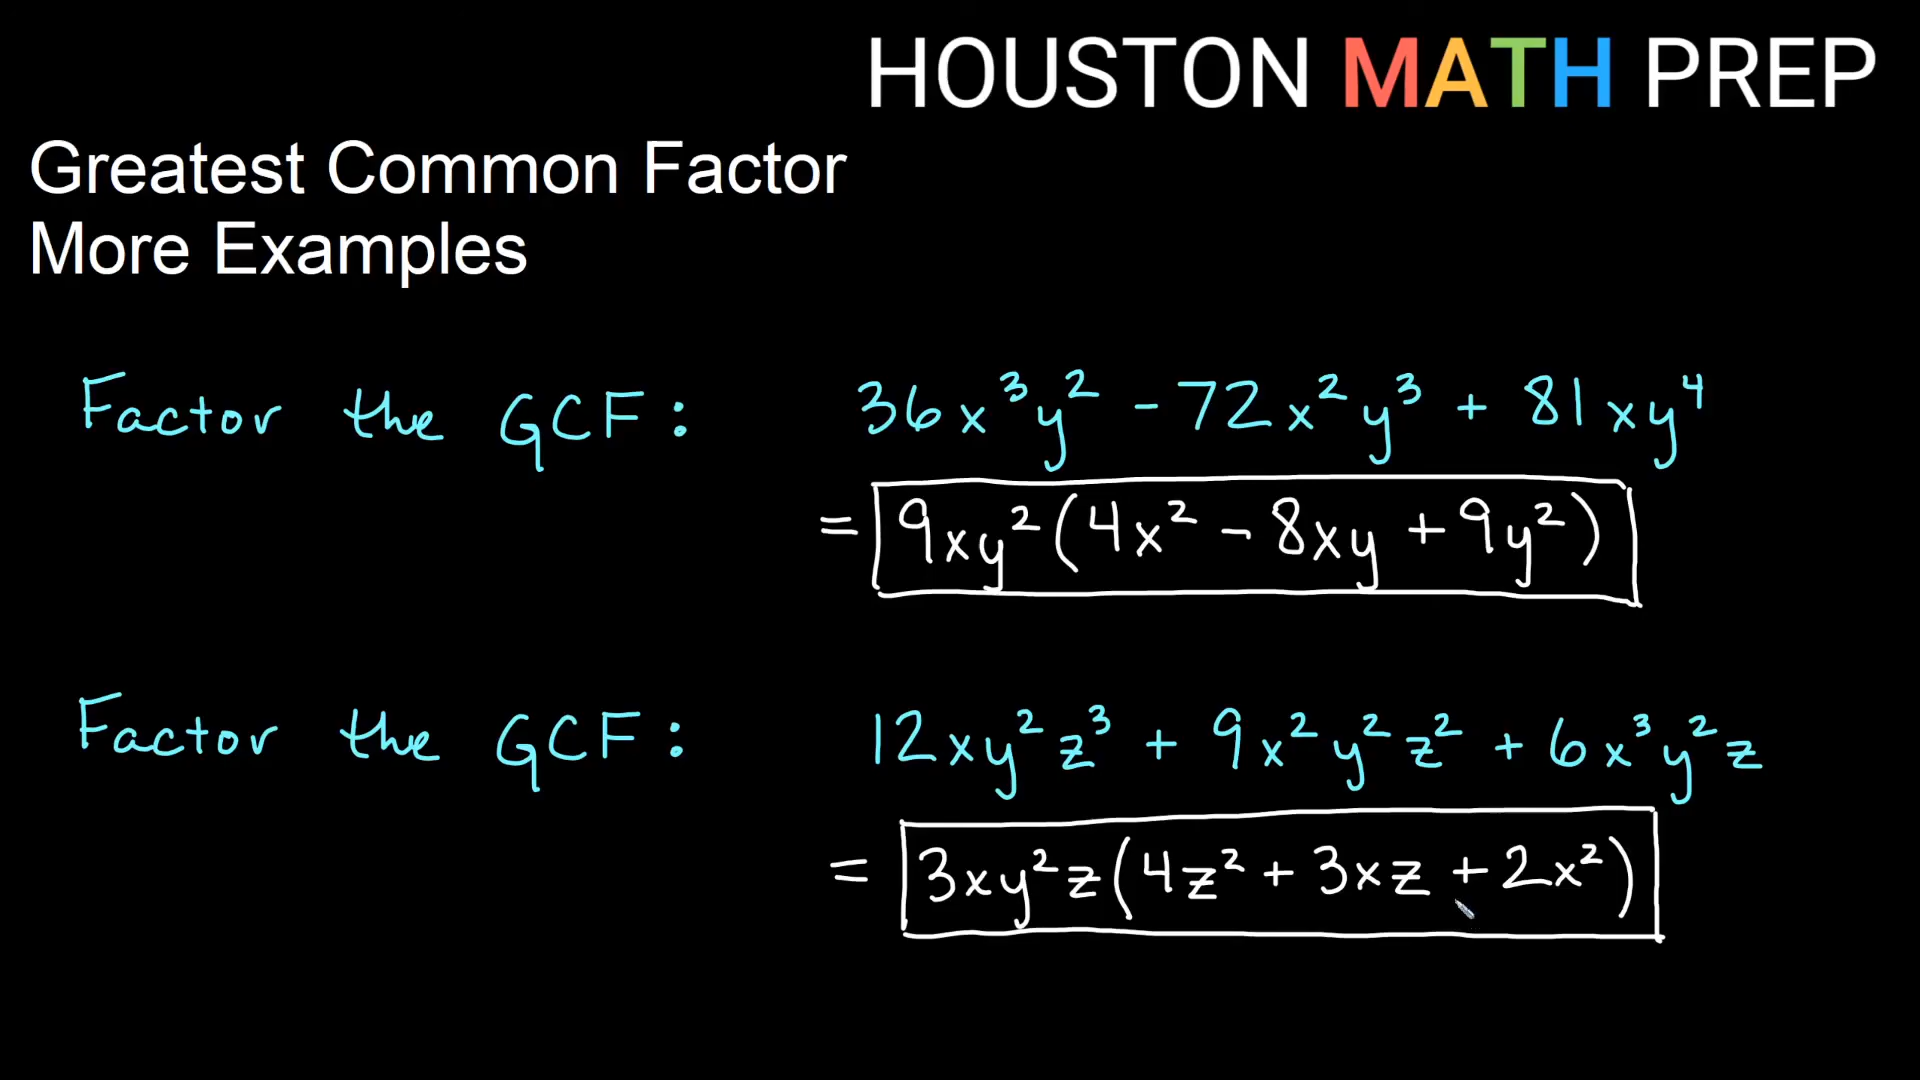 HOUSTON MATH PREP
Greatest Common Factor
More Examples
Factor the GCF: 36x³y² - 72x²y³ + 81xy⁴
= 9xy²(4x² - 8xy + 9y²)
Factor the GCF: 12xy²z³ + 9x²y²z² + 6x³y²z
= 3xy²z(4z² + 3xz + 2x²)